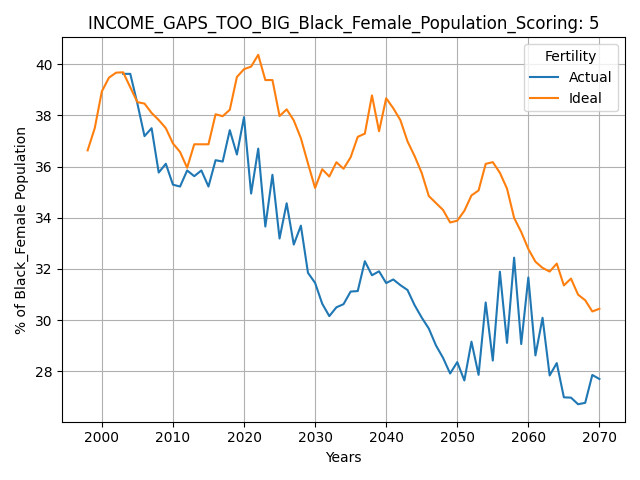 INCOME_GAPS_TOO_BIG_Black_Female_Population_Scoring: 5
Fertility
Actual
Ideal
% of Black_Female Population
40
38
36
34
32
30
28
2000 2010 2020 2030 2040 2050 2060 2070
Years